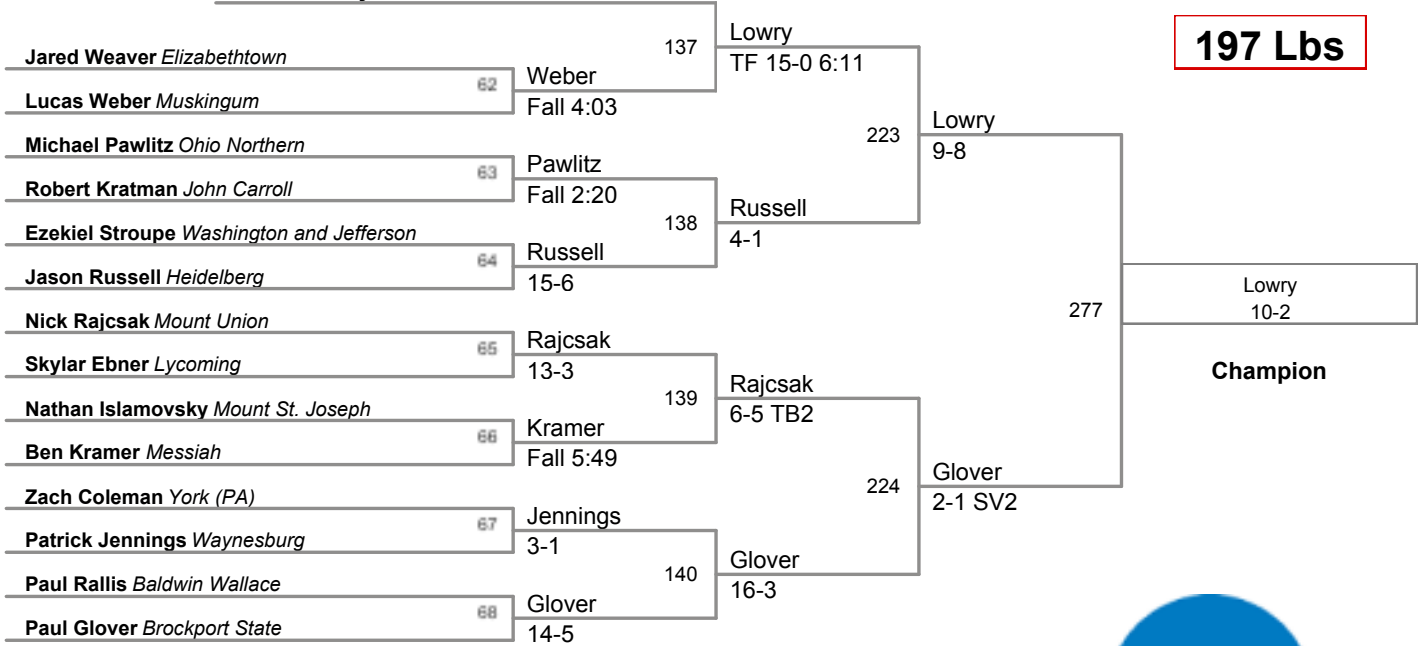 197 Lbs
Jared Weaver Elizabethtown
62
Lucas Weber Muskingum
Michael Pawlitz Ohio Northern
63
Robert Kratman John Carroll
Ezekiel Stroupe Washington and Jefferson
64
Jason Russell Heidelberg
Nick Rajcsak Mount Union
65
Skylar Ebner Lycoming
Nathan Islamovsky Mount St. Joseph
66
Ben Kramer Messiah
Zach Coleman York (PA)
67
Patrick Jennings Waynesburg
Paul Rallis Baldwin Wallace
68
Paul Glover Brockport State
Weber
Fall 4:03
Pawlitz
Fall 2:20
Russell
15-6
Rajcsak
13-3
Kramer
Fall 5:49
Jennings
3-1
Glover
14-5
137
138
139
140
Lowry
TF 15-0 6:11
Russell
4-1
Rajcsak
6-5 TB2
Glover
16-3
223
224
Lowry
9-8
Glover
2-1 SV2
277
Lowry
10-2
Champion